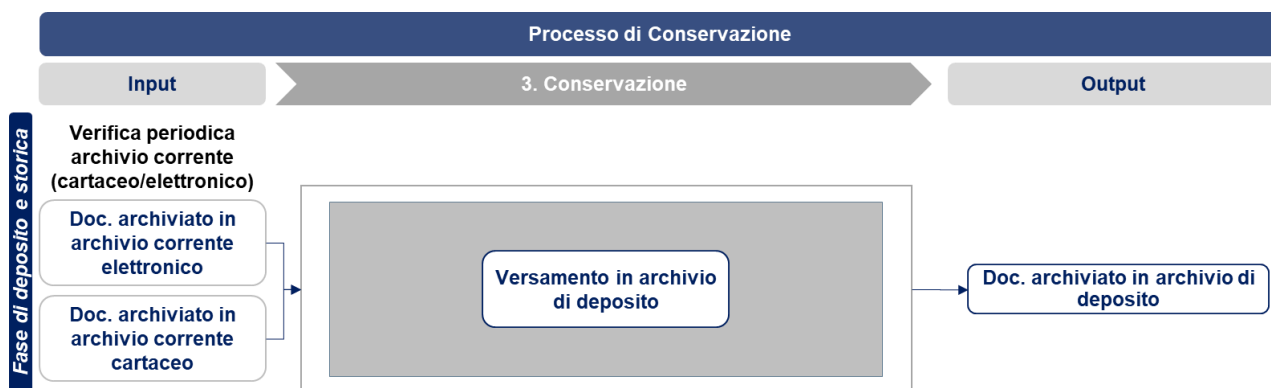 Processo di Conservazione
Input
3. Conservazione
Output
Fase di deposito e storica
Verifica periodica
archivio corrente
(cartaceo/elettronico)
Doc. archiviato in
archivio corrente
elettronico
Doc. archiviato in
archivio corrente
cartaceo
Versamento in archivio
di deposito
Doc. archiviato in archivio di
deposito